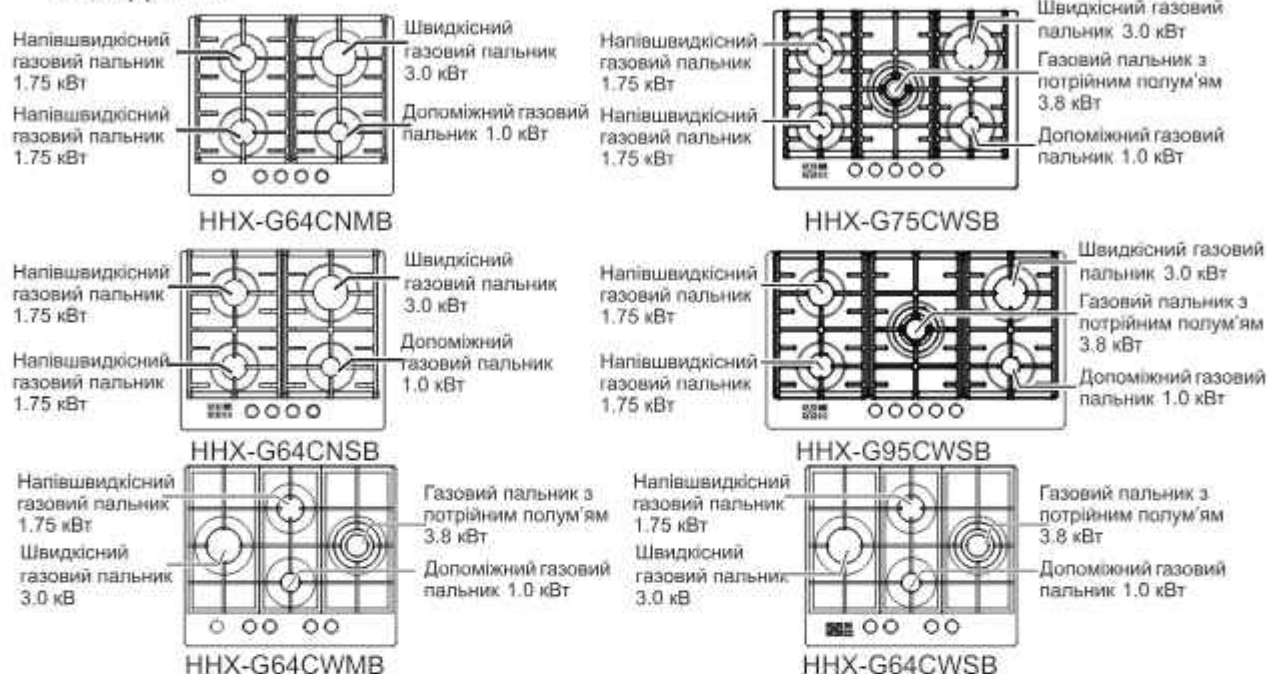 Напівшвидкісний
газовий пальник
1.75 кВт
Напівшвидкісний
газовий пальник
1.75 кВт
Швидкісний
газовий пальник
3.0 кВт
Допоміжний газовий
пальник 1.0 кВт
HHX-G64CNMB
Напівшвидкісний
газовий пальник
1.75 кВт
Напівшвидкісний
газовий пальник
1.75 кВт
Швидкісний газовий
пальник 3.0 кВт
Газовий пальник з
потрійним полум'ям
3.8 кВт
Допоміжний газовий
пальник 1.0 кВт
HHX-G75CWSB
Напівшвидкісний
газовий пальник
1.75 кВт
Напівшвидкісний
газовий пальник
1.75 кВт
Швидкісний
газовий пальник
3.0 кВт
Допоміжний
газовий пальник
1.0 кВт
HHX-G64CNSB
Напівшвидкісний
газовий пальник
1.75 кВт
Напівшвидкісний
газовий пальник
1.75 кВт
Швидкісний газовий
пальник 3.0 кВт
Газовий пальник з
потрійним полум'ям
3.8 кВт
Допоміжний газовий
пальник 1.0 кВт
HHX-G95CWSB
Напівшвидкісний
газовий пальник
1.75 кВт
Швидкісний
газовий пальник
3.0 кВ
Газовий пальник з
потрійним полум'ям
3.8 кВт
Допоміжний газовий
пальник 1.0 кВт
HHX-G64CWMB
Напівшвидкісний
газовий пальник
1.75 кВт
Швидкісний
газовий пальник
3.0 кВ
Газовий пальник з
потрійним полум'ям
3.8 кВт
Допоміжний газовий
пальник 1.0 кВт
HHX-G64CWSB